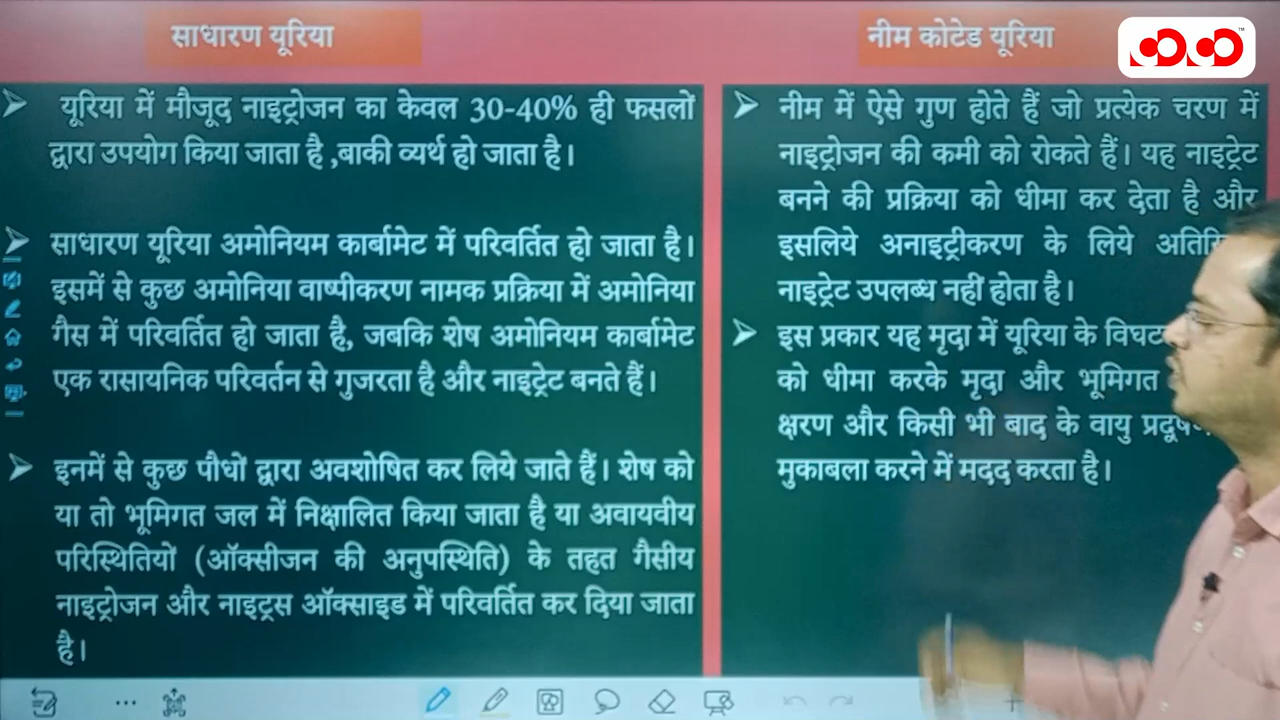 साधारण यूरिया
यूरिया में मौजूद नाइट्रोजन का केवल 30-40% ही फसलों
द्वारा उपयोग किया जाता है ,बाकी व्यर्थ हो जाता है।
साधारण यूरिया अमोनियम कार्बामेट में परिवर्तित हो जाता है।
इसमें से कुछ अमोनिया वाष्पीकरण नामक प्रक्रिया में अमोनिया
गैस में परिवर्तित हो जाता है, जबकि शेष अमोनियम कार्बामेट
एक रासायनिक परिवर्तन से गुजरता है और नाइट्रेट बनते हैं।
इनमें से कुछ पौधों द्वारा अवशोषित कर लिये जाते हैं। शेष को
या तो भूमिगत जल में निक्षालित किया जाता है या अवायवीय
परिस्थितियों (ऑक्सीजन की अनुपस्थिति) के तहत गैसीय
नाइट्रोजन और नाइट्रस ऑक्साइड में परिवर्तित कर दिया जाता
है।
नीम कोटेड यूरिया
नीम में ऐसे गुण होते हैं जो प्रत्येक चरण में
नाइट्रोजन की कमी को रोकते हैं। यह नाइट्रेट
बनने की प्रक्रिया को धीमा कर देता है और
इसलिये अनाइट्रीकरण के लिये
नाइट्रेट उपलब्ध नहीं होता है।
इस प्रकार यह मृदा में यूरिया के
को धीमा करके मृदा और भूमिगत
क्षरण और किसी भी बाद के वायु
मुकाबला करने में मदद करता है।